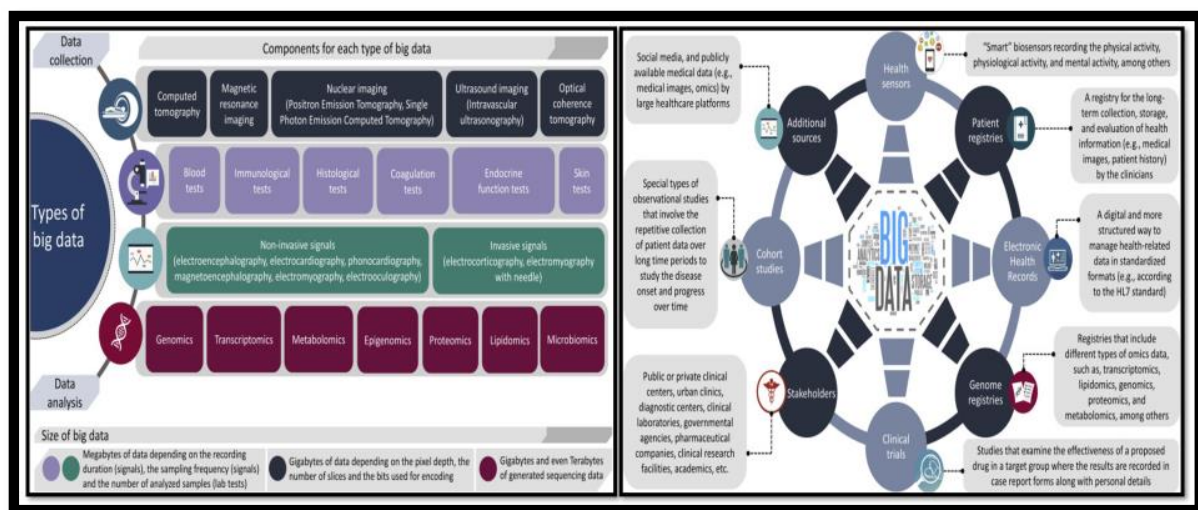 Data
collection
Components for each type of big data
Computed
tomography
Magnetic
resonance
imaging
Nuclear imaging
(Positron Emission Tomography, Single
Photon Emission Computed Tomography)
Ultrasound imaging
(Intravascular
ultrasonography)
Optical
coherence
tomography
Blood
tests
Immunological
tests
Histological
tests
Coagulation
tests
Endocrine
function tests
Skin
tests
Types of
big data
Non-invasive signals
(electroencephalography, electrocardiography, phonocardiography,
magnetoencephalography, electromyography, electrooculography)
Invasive signals
(electrocorticography, electromyography
with needle)
Genomics
Transcriptomics
Metabolomics
Epigenomics
Proteomics
Lipidomics
Microbiomics
Data
analysis
Size of big data
Megabytes of data depending on the recording
duration (signals), the sampling frequency (signals)
and the number of analyzed samples (lab tests)
Gigabytes of data depending on the pixel depth, the
number of slices and the bits used for encoding
Gigabytes and even Terabytes
of generated sequencing data
Social media, and publicly
available medical data (e.g.,
medical images, omics) by
large healthcare platforms
Health
sensors
"Smart" biosensors recording the physical activity,
physiological activity, and mental activity, among
others
Additional
sources
Patient
registries
A registry for the long-
term collection, storage,
and evaluation of health
information (e.g., medical
images, patient history)
by the clinicians
Special types of
observational studies
that involve the
repetitive collection
of patient data over
long time periods to
study the disease
onset and progress
over time
Cohort
studies
BIG
DATA
ANALYTICS
STORAGE
Electronic
Health
Records
A digital and more
structured way to
manage health-related
data in standardized
formats (e.g., according
to the HL7 standard)
Public or private clinical
centers, urban clinics,
diagnostic centers, clinical
laboratories, governmental
agencies, pharmaceutical
companies, clinical research
facilities, academics, etc.
Stakeholders
Genome
registries
Registries that include
different types of omics data,
such as, transcriptomics,
lipidomics, genomics,
proteomics, and
metabolomics, among others
Clinical
trials
Studies that examine the effectiveness of a proposed
drug in a target group where the results are recorded in
case report forms along with personal details